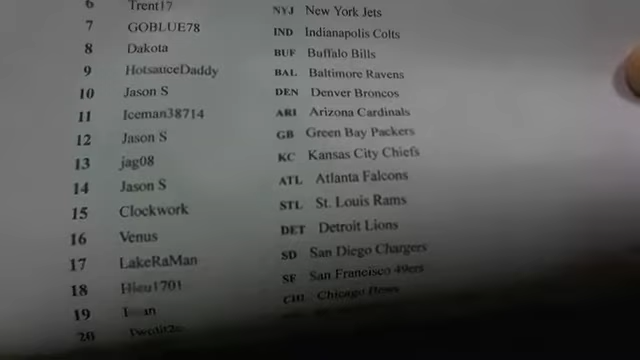 6 Trent17 NYJ New York Jets
7 GOBLUE78 IND Indianapolis Colts
8 Dakota BUF Buffalo Bills
9 HotsauceDaddy BAL Baltimore Ravens
10 Jason S DEN Denver Broncos
11 Iceman38714 ARI Arizona Cardinals
12 Jason S GB Green Bay Packers
13 jag08 KC Kansas City Chiefs
14 Jason S ATL Atlanta Falcons
15 Clockwork STL St. Louis Rams
16 Venus DET Detroit Lions
17 LakeRaMan SD San Diego Chargers
18 Hieu1701 SF San Francisco 49ers
19 CHI Chicago Bears
20